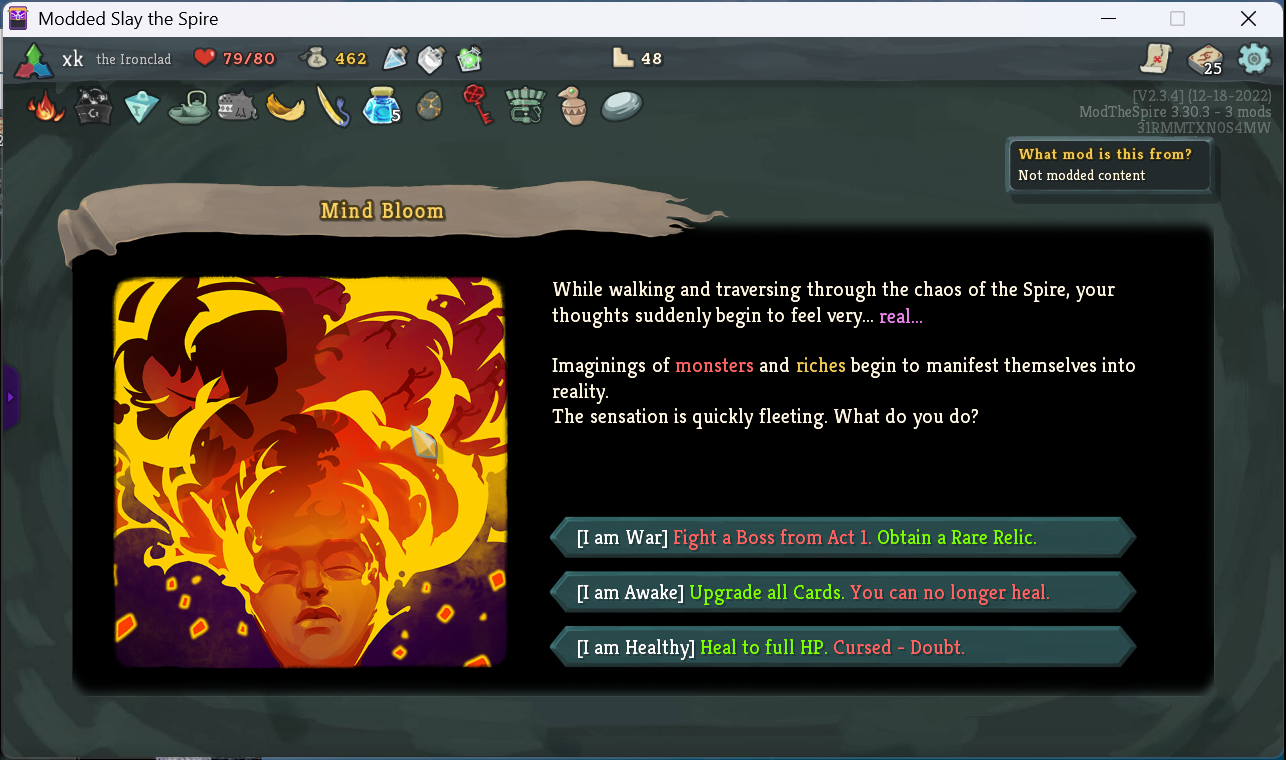 Modded Slay the Spire
xk the Ironclad 79/80 462 48 25
5
[V2.3.4] (12-18-2022)
ModTheSpire 3.30.3 - 3 mods
31RMMTXN0S4MW
What mod is this from?
Not modded content
Mind Bloom
While walking and traversing through the chaos of the Spire, your
thoughts suddenly begin to feel very... real...
Imaginings of monsters and riches begin to manifest themselves into
reality.
The sensation is quickly fleeting. What do you do?
[I am War] Fight a Boss from Act 1. Obtain a Rare Relic.
[I am Awake] Upgrade all Cards. You can no longer heal.
[I am Healthy] Heal to full HP. Cursed - Doubt.